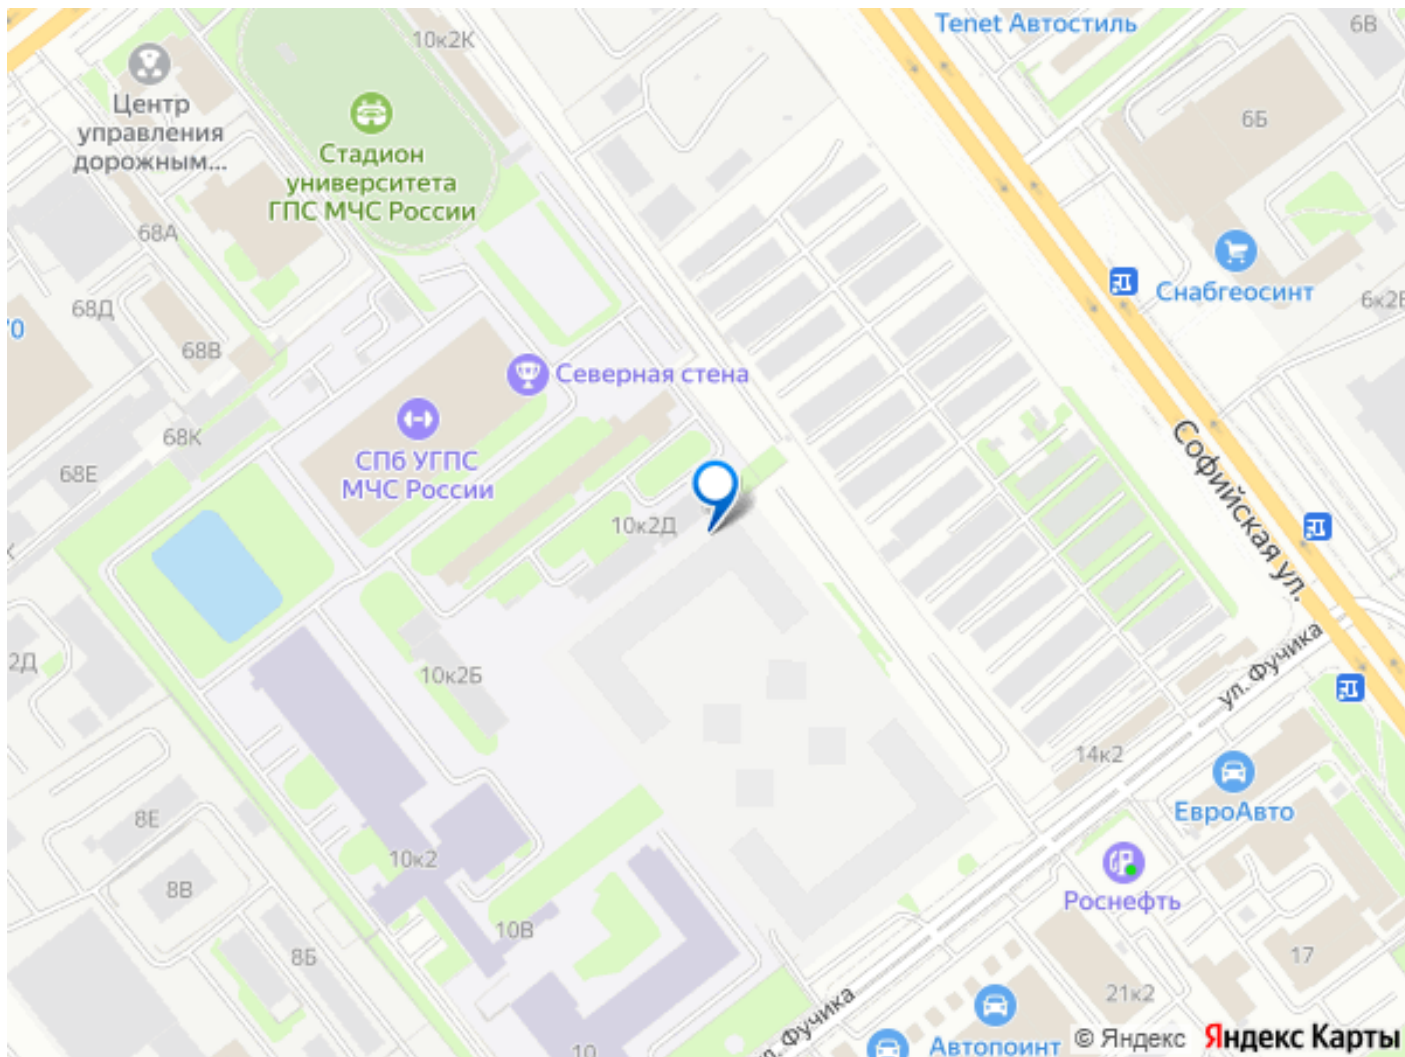 Tenet Автостиль
6В
10к2К
Центр
управления
дорожным...
6Б
Стадион
университета
ГПС МЧС России
68А
Снабгеосинт
68Д
70
68В
Северная стена
68К
СПб УГПС
МЧС России
68Е
Софийская ул.
10к2Д
2Д
10к2Б
ул. Фучика
14к2
ЕвроАвто
8Е
10к2
8В
Роснефть
10В
8Б
17
21к2
ул. Фучика
Автопоинт
10
© Яндекс
Яндекс Карты